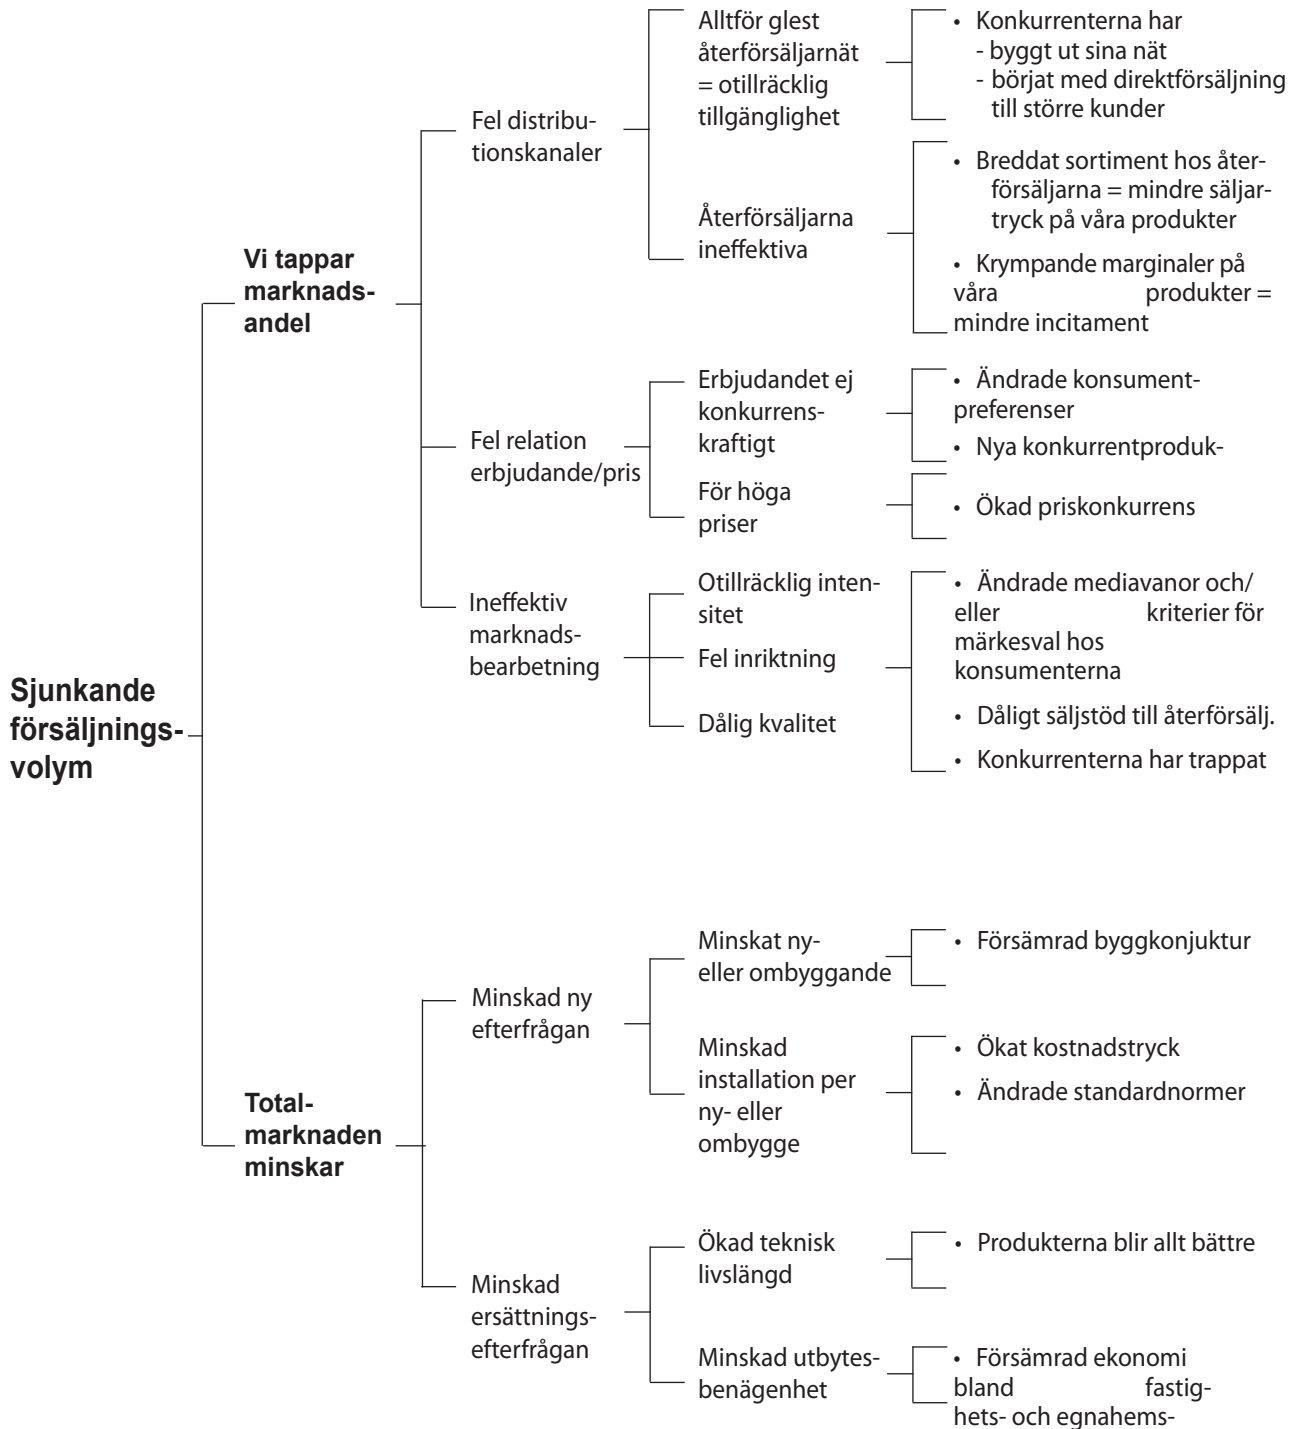 Sjunkande
försäljnings-
volym
Vi tappar
marknads-
andel
Fel distribu-
tionskanaler
Alltför glest
återförsäljarnät
= otillräcklig
tillgänglighet
• Konkurrenterna har
- byggt ut sina nät
- börjat med direktförsäljning
till större kunder
Återförsäljarna
ineffektiva
• Breddat sortiment hos åter-
försäljarna = mindre säljar-
tryck på våra produkter
• Krympande marginaler på
våra produkter =
mindre incitament
Fel relation
erbjudande/pris
Erbjudandet ej
konkurrens-
kraftigt
• Ändrade konsument-
preferenser
• Nya konkurrentproduk-
För höga
priser
• Ökad priskonkurrens
Ineffektiv
marknads-
bearbetning
Otillräcklig inten-
sitet
Fel inriktning
Dålig kvalitet
• Ändrade mediavanor och/
eller kriterier för
märkesval hos
konsumenterna
• Dåligt säljstöd till återförsälj.
• Konkurrenterna har trappat
Total-
marknaden
minskar
Minskad ny
efterfrågan
Minskat ny-
eller ombyggande
• Försämrad byggkonjuktur
Minskad
installation per
ny- eller
ombygge
• Ökat kostnadstryck
• Ändrade standardnormer
Minskad
ersättnings-
efterfrågan
Ökad teknisk
livslängd
• Produkterna blir allt bättre
Minskad utbytes-
benägenhet
• Försämrad ekonomi
bland fastig-
hets- och egnahems-